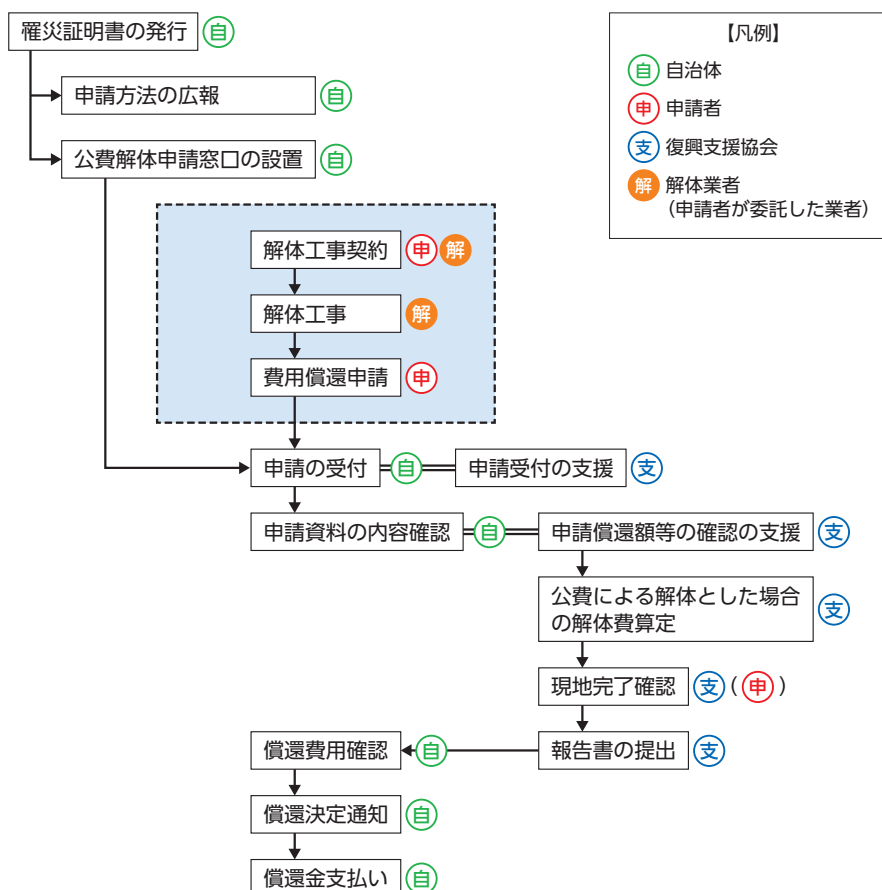 罹災証明書の発行 自
申請方法の広報 自
公費解体申請窓口の設置 自
【凡例】
自 自治体
申 申請者
支 復興支援協会
解 解体業者
(申請者が委託した業者)
解体工事契約 申 解
解体工事 解
費用償還申請 申
申請の受付 自 申請受付の支援 支
申請資料の内容確認 自 申請償還額等の確認の支援 支
公費による解体とした場合
の解体費算定 支
現地完了確認 支 (申)
償還費用確認 自 報告書の提出 支
償還決定通知 自
償還金支払い 自